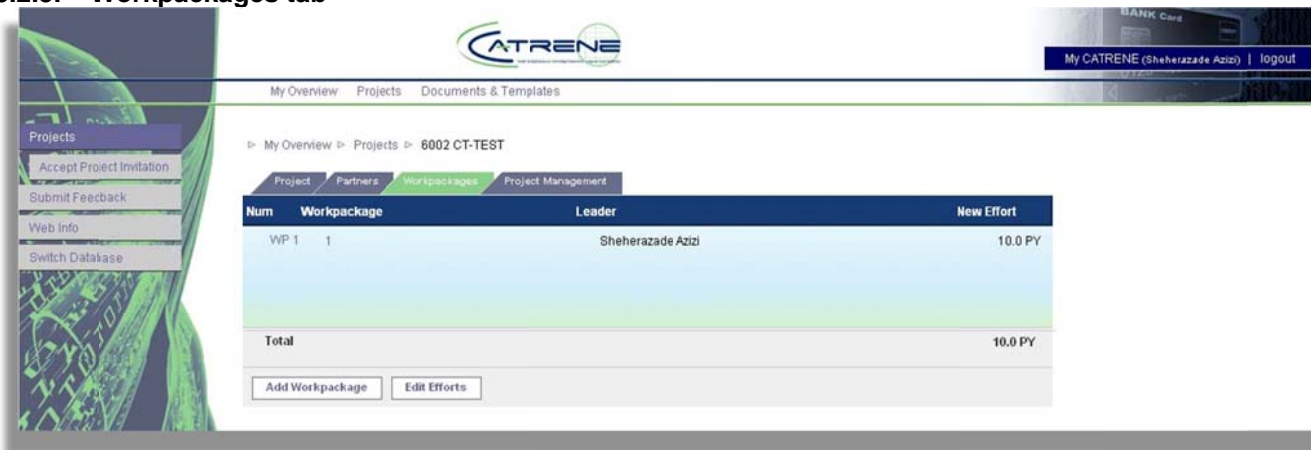 Workpackages tab
CATRENE
BANK Card
My CATRENE (Sheherazade Azizi) | logout
My Overview Projects Documents & Templates
Projects
Accept Project Invitation
Submit Feedback
Web Info
Switch Database
My Overview Projects 6002 CT-TEST
Project Partners Workpackages Project Management
Num Workpackage Leader New Effort
WP 1 1 Sheherazade Azizi 10.0 PY
Total 10.0 PY
Add Workpackage Edit Efforts